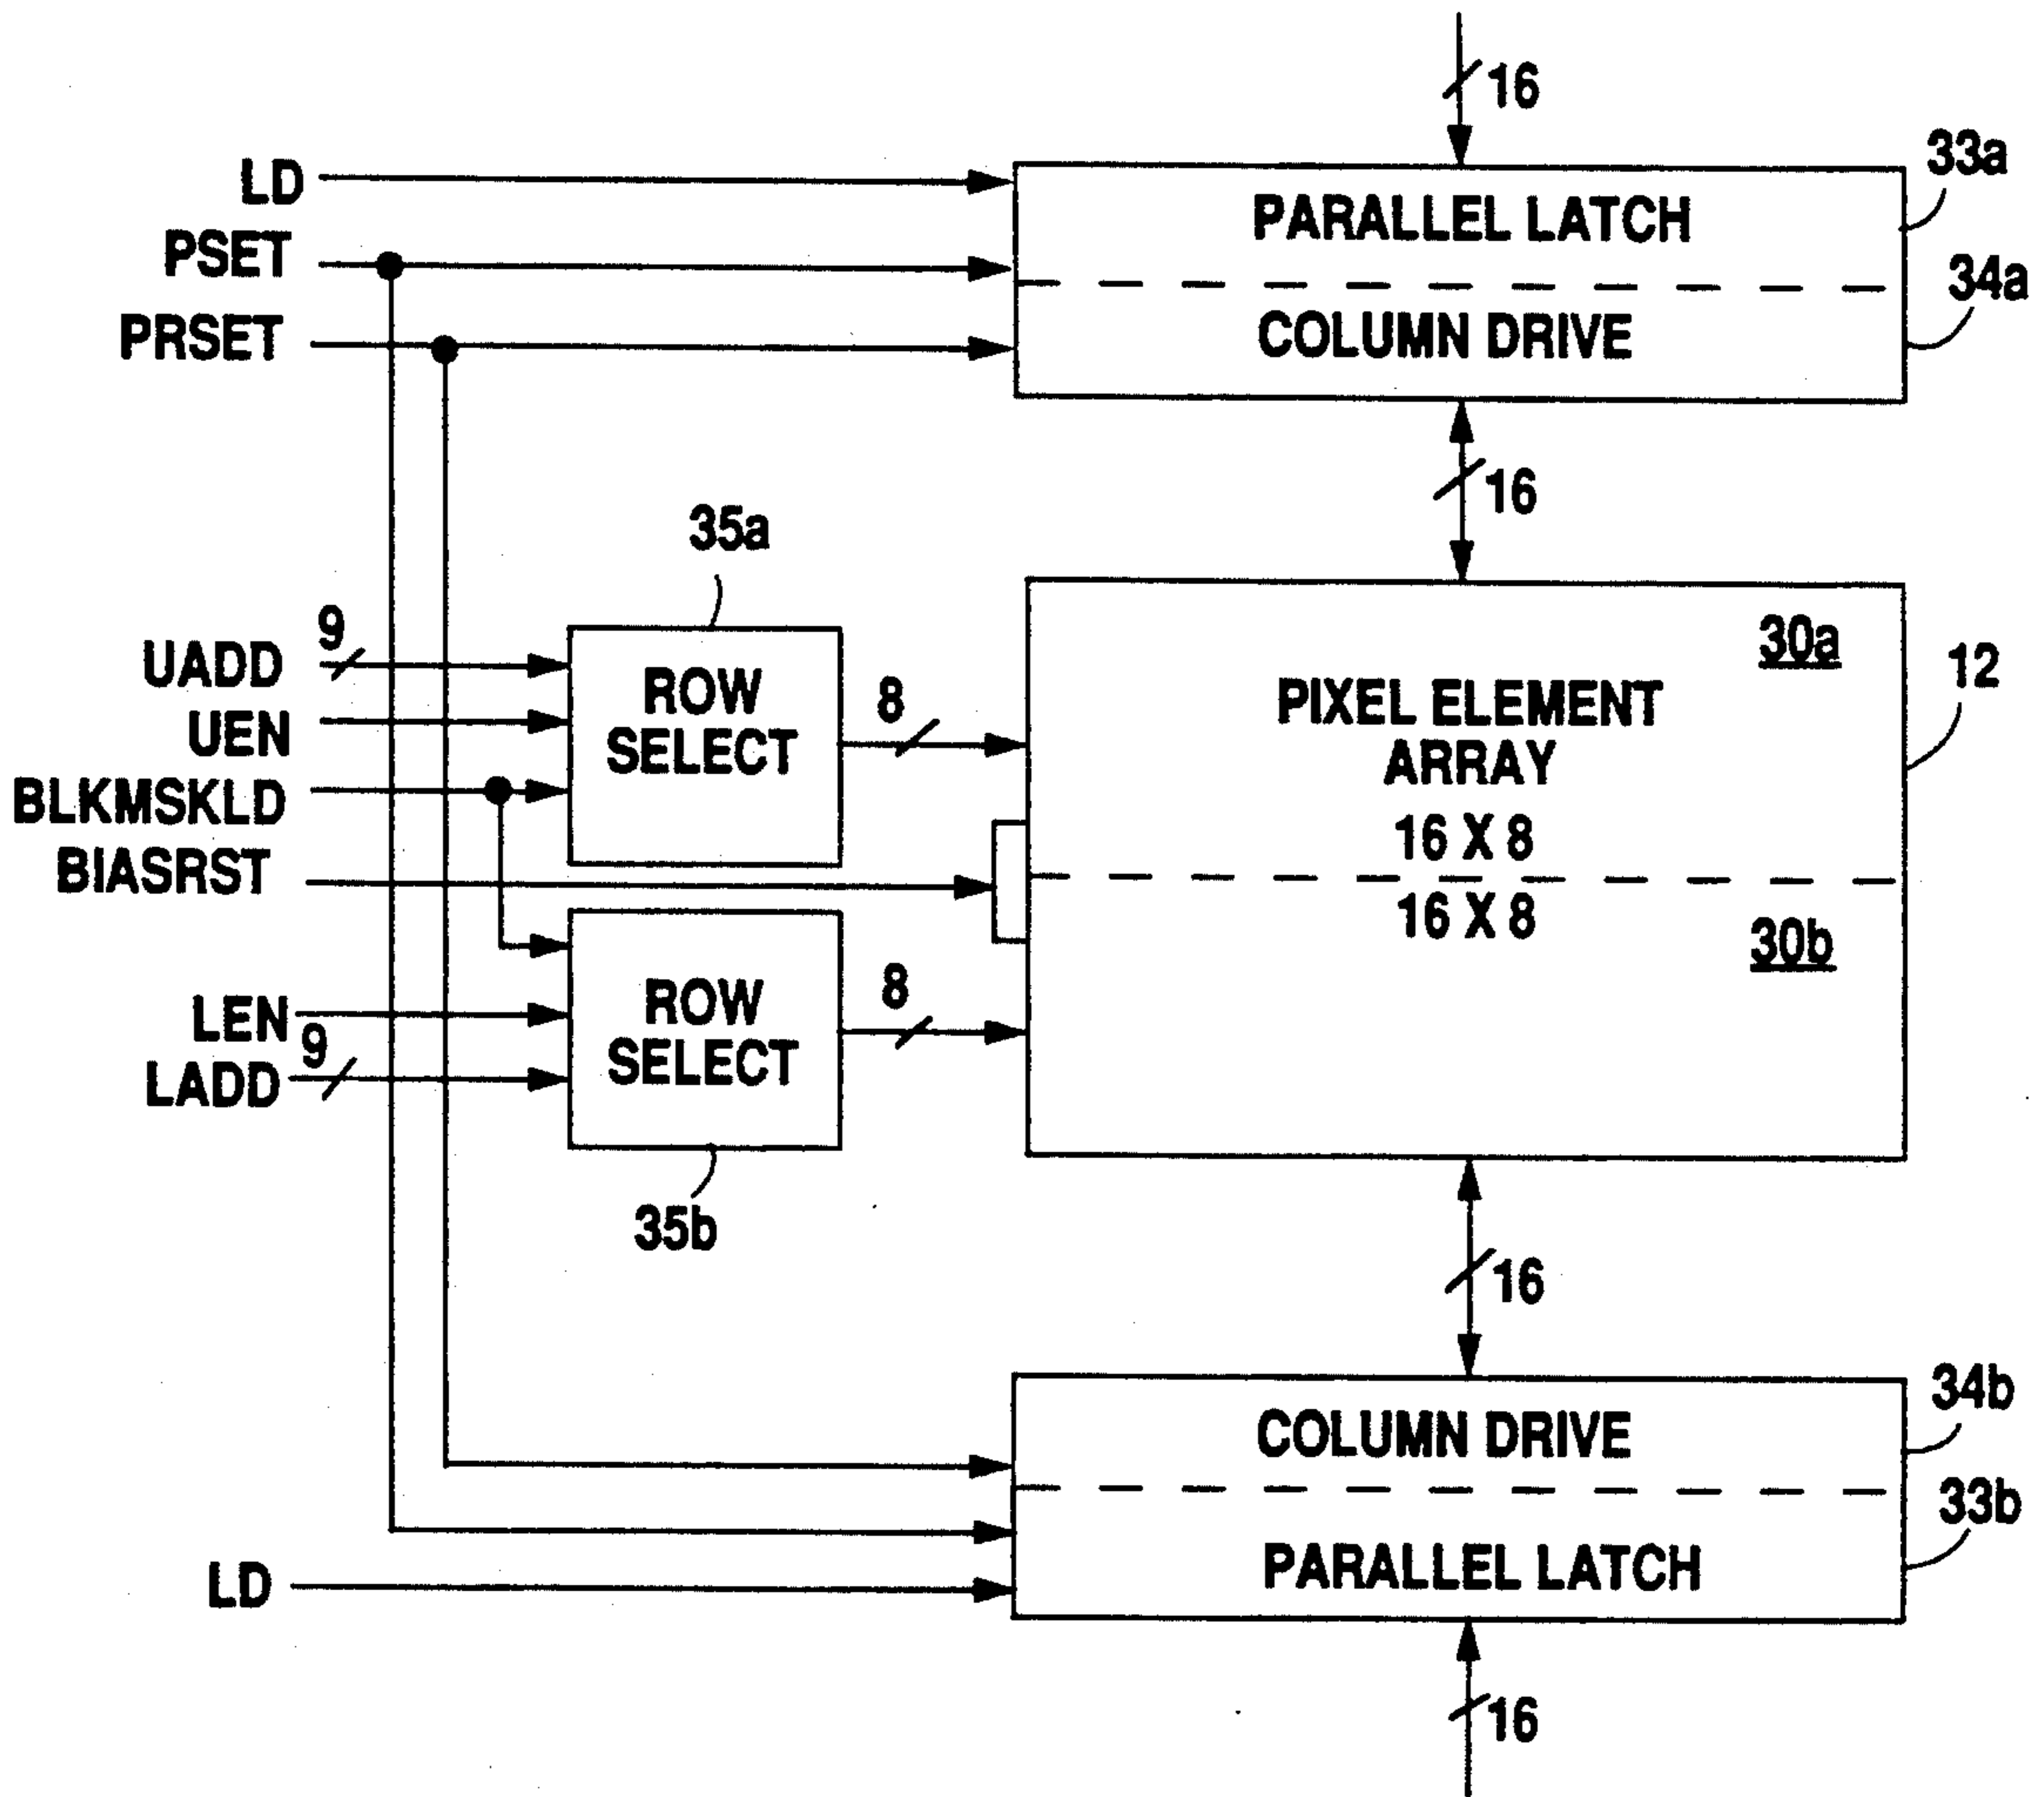 16
LD
PARALLEL LATCH
33a
PSET
34a
PRSET
COLUMN DRIVE
16
35a
9
UADD
ROW
SELECT
8
30a
12
UEN
PIXEL ELEMENT
ARRAY
BLKMSKLD
16 X 8
BIASRST
16 X 8
30b
LEN
9
LADD
ROW
SELECT
8
35b
16
34b
COLUMN DRIVE
33b
LD
PARALLEL LATCH
16